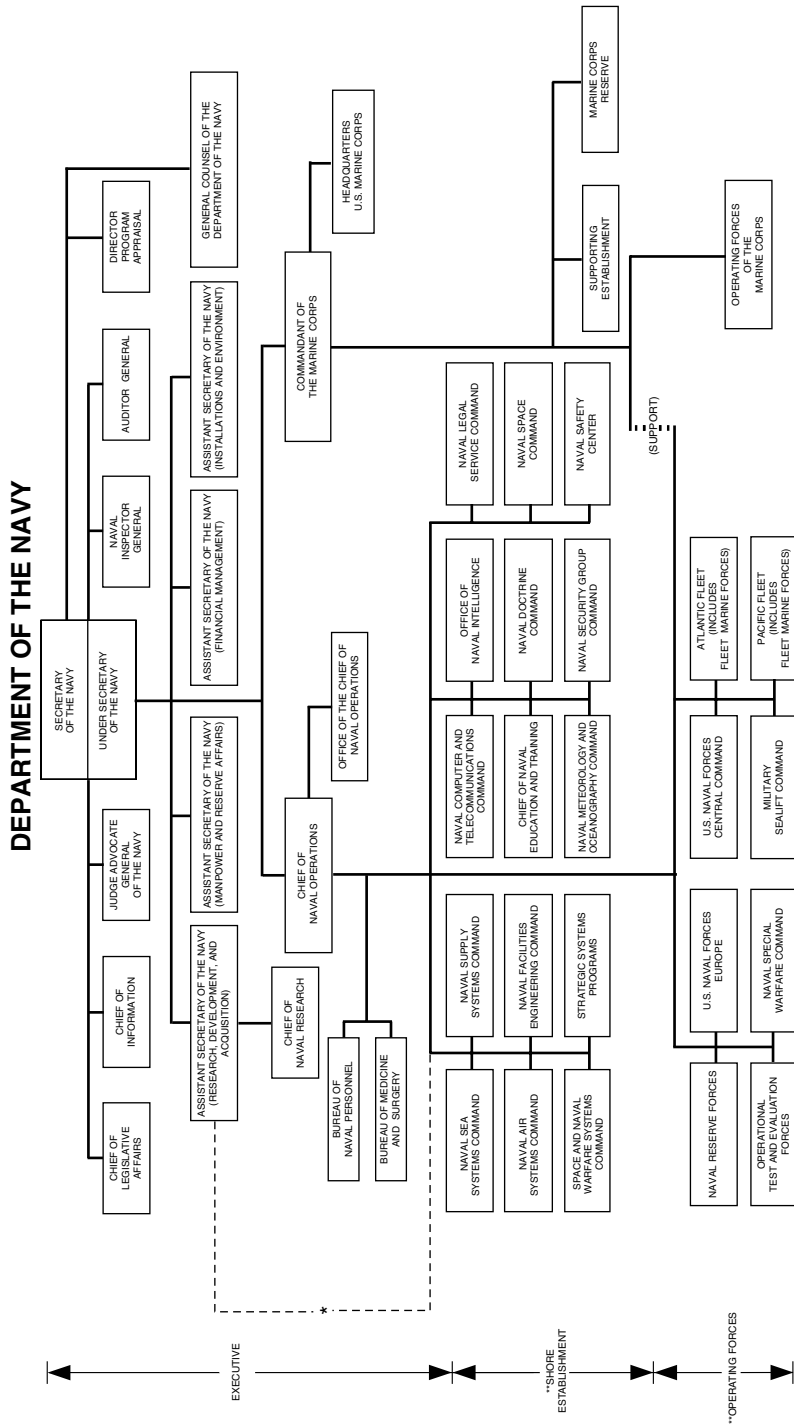 DEPARTMENT OF THE NAVY
SECRETARY
OF THE NAVY
UNDER SECRETARY
OF THE NAVY
CHIEF OF
LEGISLATIVE
AFFAIRS
CHIEF OF
INFORMATION
JUDGE ADVOCATE
GENERAL
OF THE NAVY
NAVAL
INSPECTOR
GENERAL
AUDITOR GENERAL
DIRECTOR
PROGRAM
APPRAISAL
ASSISTANT SECRETARY OF THE NAVY
(RESEARCH, DEVELOPMENT, AND
ACQUISITION)
ASSISTANT SECRETARY OF THE NAVY
(MANPOWER AND RESERVE AFFAIRS)
ASSISTANT SECRETARY OF THE NAVY
(FINANCIAL MANAGEMENT)
ASSISTANT SECRETARY OF THE NAVY
(INSTALLATIONS AND ENVIRONMENT)
GENERAL COUNSEL OF THE
DEPARTMENT OF THE NAVY
EXECUTIVE
CHIEF OF
NAVAL RESEARCH
CHIEF OF
NAVAL OPERATIONS
OFFICE OF THE CHIEF OF
NAVAL OPERATIONS
COMMANDANT OF
THE MARINE CORPS
HEADQUARTERS
U.S. MARINE CORPS
*
BUREAU OF
NAVAL PERSONNEL
BUREAU OF MEDICINE
AND SURGERY
**SHORE
ESTABLISHMENT
NAVAL SEA
SYSTEMS COMMAND
NAVAL SUPPLY
SYSTEMS COMMAND
NAVAL COMPUTER AND
TELECOMMUNICATIONS
COMMAND
OFFICE OF
NAVAL INTELLIGENCE
NAVAL LEGAL
SERVICE COMMAND
NAVAL AIR
SYSTEMS COMMAND
NAVAL FACILITIES
ENGINEERING COMMAND
CHIEF OF NAVAL
EDUCATION AND TRAINING
NAVAL DOCTRINE
COMMAND
NAVAL SPACE
COMMAND
SPACE AND NAVAL
WARFARE SYSTEMS
COMMAND
STRATEGIC SYSTEMS
PROGRAMS
NAVAL METEOROLOGY AND
OCEANOGRAPHY COMMAND
NAVAL SECURITY GROUP
COMMAND
NAVAL SAFETY
CENTER
SUPPORTING
ESTABLISHMENT
MARINE CORPS
RESERVE
(SUPPORT)
**OPERATING FORCES
NAVAL RESERVE FORCES
U.S. NAVAL FORCES
EUROPE
U.S. NAVAL FORCES
CENTRAL COMMAND
ATLANTIC FLEET
(INCLUDES
FLEET MARINE FORCES)
OPERATING FORCES
OF THE
MARINE CORPS
OPERATIONAL
TEST AND EVALUATION
FORCES
NAVAL SPECIAL
WARFARE COMMAND
MILITARY
SEALIFT COMMAND
PACIFIC FLEET
(INCLUDES
FLEET MARINE FORCES)